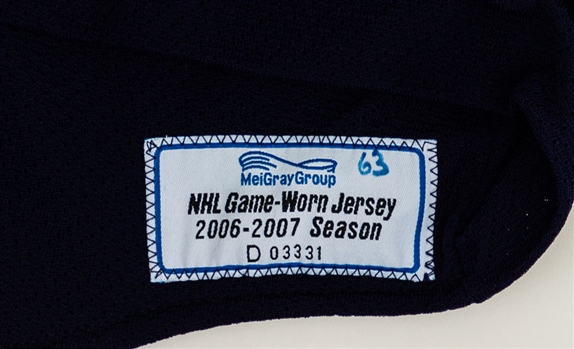 63
MeiGrayGroup
NHL Game-Worn Jersey
2006-2007 Season
D 03331